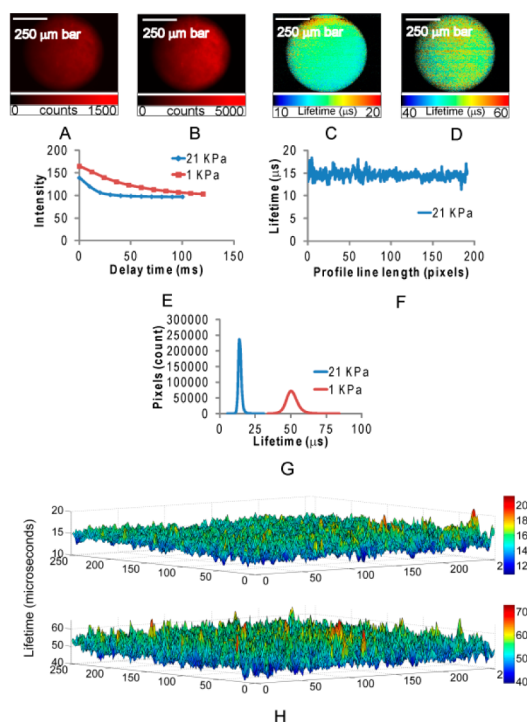 250 µm bar
250 µm bar
250 µm bar
250 µm bar
0 counts 1500
0 counts 5000
10 Lifetime (µs) 20
40 Lifetime (µs) 60
A
B
C
D
Intensity
200
150
100
50
0
0 50 100 150
Delay time (ms)
21 KPa
1 KPa
E
Lifetime (µs)
20
15
10
5
0
0 50 100 150 200
Profile line length (pixels)
21 KPa
F
Pixels (count)
300000
250000
200000
150000
100000
50000
0
0 25 50 75 100
Lifetime (µs)
21 KPa
1 KPa
G
Lifetime (microseconds)
20
15
10
250 200 150 100 50 0
0 50 100 150 200
18
16
14
12
60
50
40
250 200 150 100 50 0
0 50 100 150 200
70
60
50
40
H